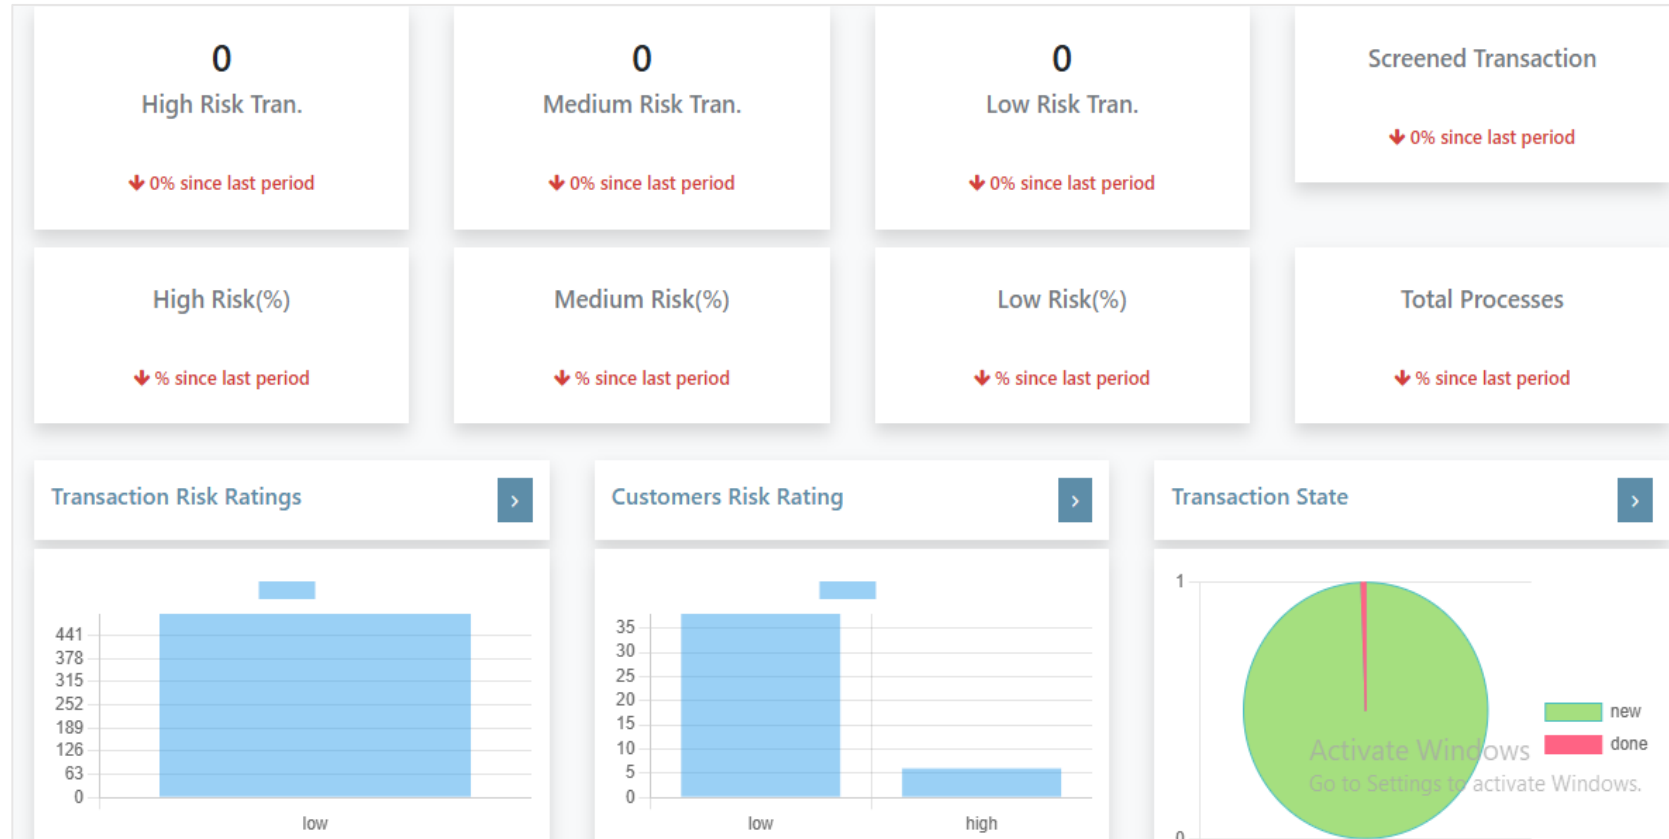 0
High Risk Tran.
0% since last period
0
Medium Risk Tran.
0% since last period
0
Low Risk Tran.
0% since last period
Screened Transaction
0% since last period
High Risk(%)
% since last period
Medium Risk(%)
% since last period
Low Risk(%)
% since last period
Total Processes
% since last period
Transaction Risk Ratings
441
378
315
252
189
126
63
0
low
Customers Risk Rating
35
30
25
20
15
10
5
0
low
high
Transaction State
1
0
new
done
Activate Windows
Go to Settings to activate Windows.